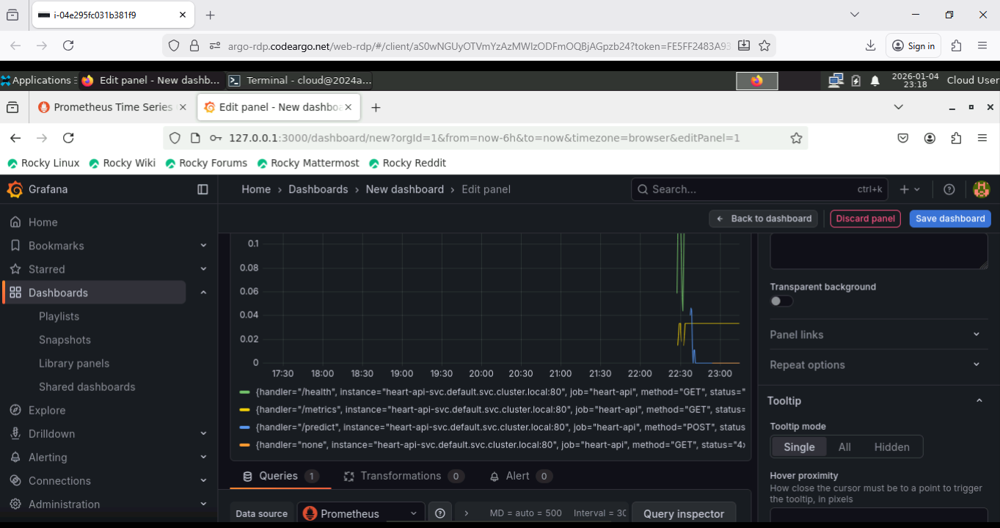 i-04e295fc031b381f9
argo-rdp.codeargo.net/web-rdp/#/client/aS0wNGUyOTVmYzAzMWIzODFmOQBjAGpzb24?token=FE5FF2483A93
Sign in
Applications
Edit panel - New dashb...
Terminal - cloud@2024a...
2026-01-04
23:18
Cloud User
Prometheus Time Series
Edit panel - New dashbo
127.0.0.1:3000/dashboard/new?orgId=1&from=now-6h&to=now&timezone=browser&editPanel=1
Rocky Linux
Rocky Wiki
Rocky Forums
Rocky Mattermost
Rocky Reddit
Grafana
Home › Dashboards › New dashboard › Edit panel
Search...
ctrl+k
Back to dashboard
Discard panel
Save dashboard
Home
Bookmarks
Starred
Dashboards
Playlists
Snapshots
Library panels
Shared dashboards
Explore
Drilldown
Alerting
Connections
Administration
0.1
0.08
0.06
0.04
0.02
0
17:30 18:00 18:30 19:00 19:30 20:00 20:30 21:00 21:30 22:00 22:30 23:00
{handler="/health", instance="heart-api-svc.default.svc.cluster.local:80", job="heart-api", method="GET", status="
{handler="/metrics", instance="heart-api-svc.default.svc.cluster.local:80", job="heart-api", method="GET", status=
{handler="/predict", instance="heart-api-svc.default.svc.cluster.local:80", job="heart-api", method="POST", status
{handler="none", instance="heart-api-svc.default.svc.cluster.local:80", job="heart-api", method="GET", status="4x
Queries 1
Transformations 0
Alert 0
Data source
Prometheus
MD = auto = 500
Interval = 30
Query inspector
Transparent background
Panel links
Repeat options
Tooltip
Tooltip mode
Single
All
Hidden
Hover proximity
How close the cursor must be to a point to trigger
the tooltip, in pixels